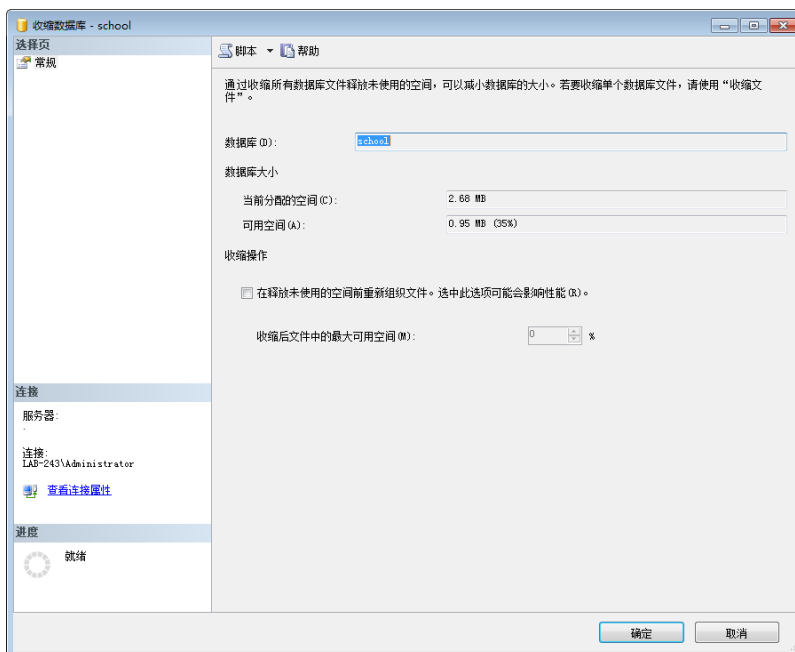 收缩数据库 - school
选择页
常规
脚本 帮助
通过收缩所有数据库文件释放未使用的空间，可以减小数据库的大小。若要收缩单个数据库文件，请使用“收缩文
件”。
数据库(D): school
数据库大小
当前分配的空间(C): 2.68 MB
可用空间(A): 0.95 MB (35%)
收缩操作
在释放未使用的空间前重新组织文件。选中此选项可能会影响性能(R)。
收缩后文件中的最大可用空间(M): 0 %
连接
服务器:
.
连接:
LAB-243\Administrator
查看连接属性
进度
就绪
确定 取消